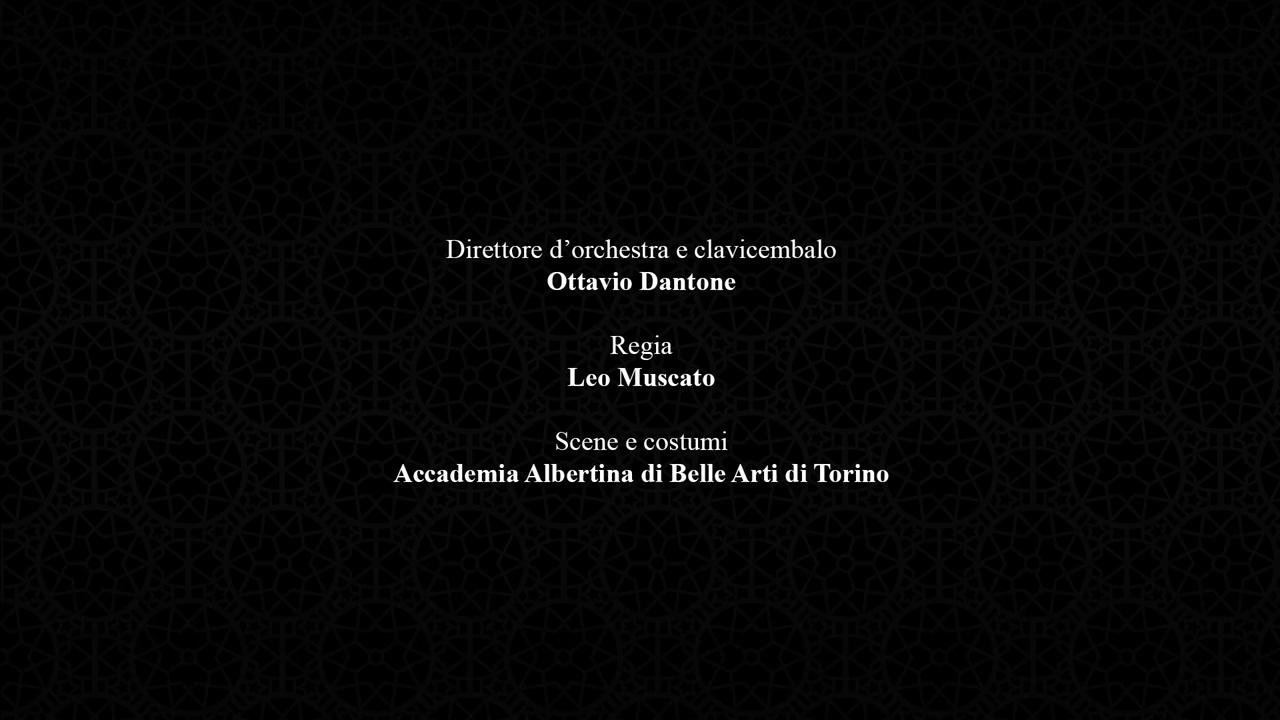 Direttore d’orchestra e clavicembalo
Ottavio Dantone
Regia
Leo Muscato
Scene e costumi
Accademia Albertina di Belle Arti di Torino